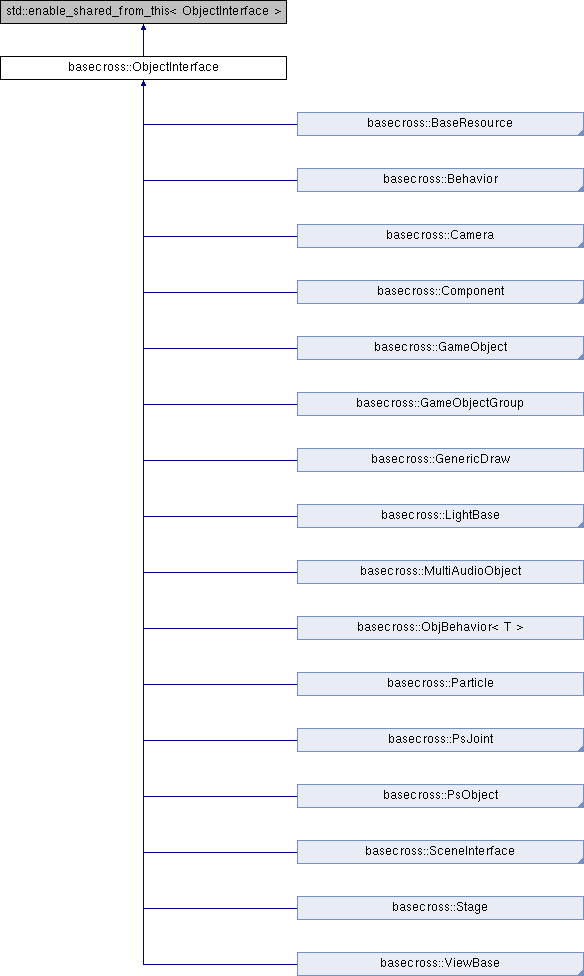 std::enable_shared_from_this< ObjectInterface >
basecross::ObjectInterface
basecross::BaseResource
basecross::Behavior
basecross::Camera
basecross::Component
basecross::GameObject
basecross::GameObjectGroup
basecross::GenericDraw
basecross::LightBase
basecross::MultiAudioObject
basecross::ObjBehavior< T >
basecross::Particle
basecross::PsJoint
basecross::PsObject
basecross::SceneInterface
basecross::Stage
basecross::ViewBase